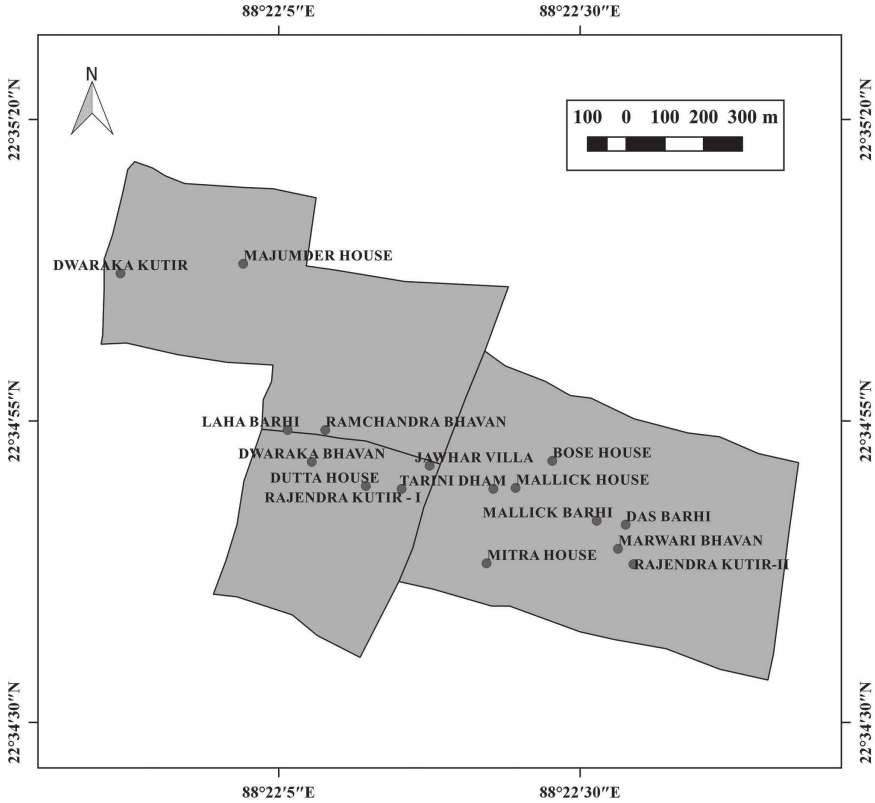 88°22'5"E
88°22'30"E
N
22°35'20"N
22°35'20"N
100 0 100 200 300 m
MAJUMDER HOUSE
DWARAKA KUTIR
22°34'55"N
22°34'55"N
LAHA BARHI
RAMCHANDRA BHAVAN
DWARAKA BHAVAN
JAWHAR VILLA
BOSE HOUSE
DUTTA HOUSE
TARINI DHAM
MALLICK HOUSE
RAJENDRA KUTIR - I
MALLICK BARHI
DAS BARHI
MARWARI BHAVAN
MITRA HOUSE
RAJENDRA KUTIR-II
22°34'30"N
22°34'30"N
88°22'5"E
88°22'30"E